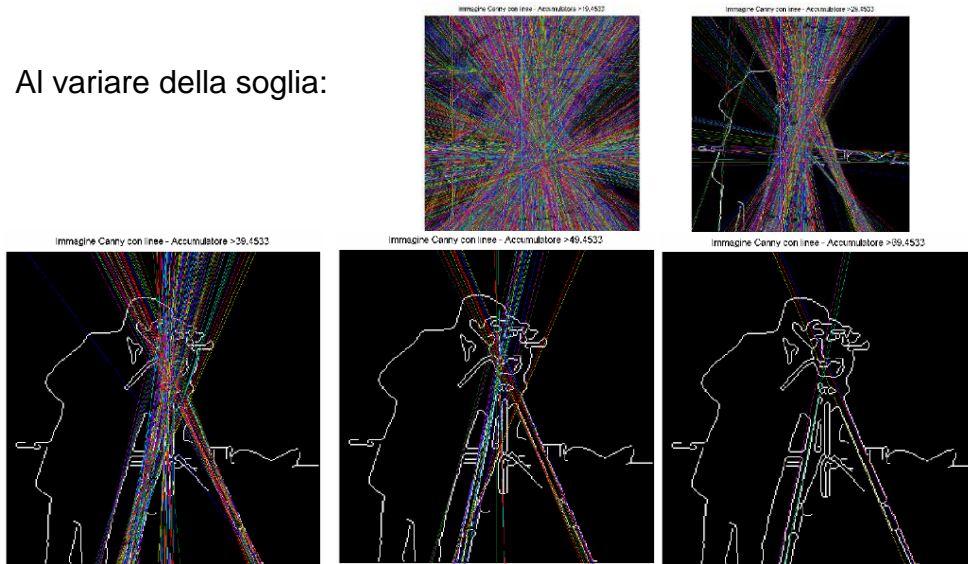 Immagine Canny con linee - Accumulatore >19.4533
Immagine Canny con linee - Accumulatore >29.4533
Al variare della soglia:
Immagine Canny con linee - Accumulatore >39.4533
Immagine Canny con linee - Accumulatore >49.4533
Immagine Canny con linee - Accumulatore >69.4533